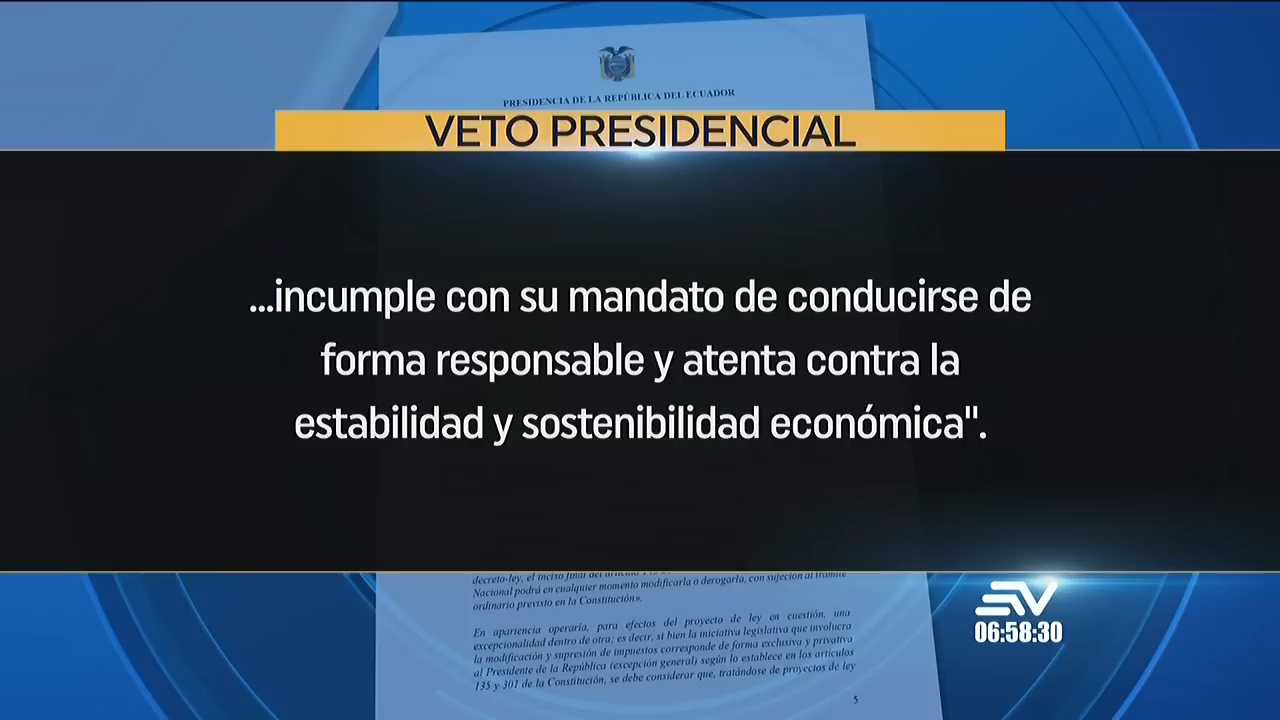 PRESIDENCIA DE LA REPÚBLICA DEL ECUADOR
VETO PRESIDENCIAL
...incumple con su mandato de conducirse de
forma responsable y atenta contra la
estabilidad y sostenibilidad económica".
decreto-ley, el inciso final del
Nacional podrá en cualquier momento modificarla o derogarla, con sujeción al trámite
ordinario previsto en la Constitución».
En apariencia operaría, para efectos del proyecto de ley en cuestión, una
excepcionalidad dentro de otra; es decir, si bien la iniciativa legislativa que involucra
la modificación y supresión de impuestos corresponde de forma exclusiva y privativa
al Presidente de la República (excepción general) según lo establece en los artículos
135 y 301 de la Constitución, se debe considerar que, tratándose de proyectos de ley
5
06:58:30